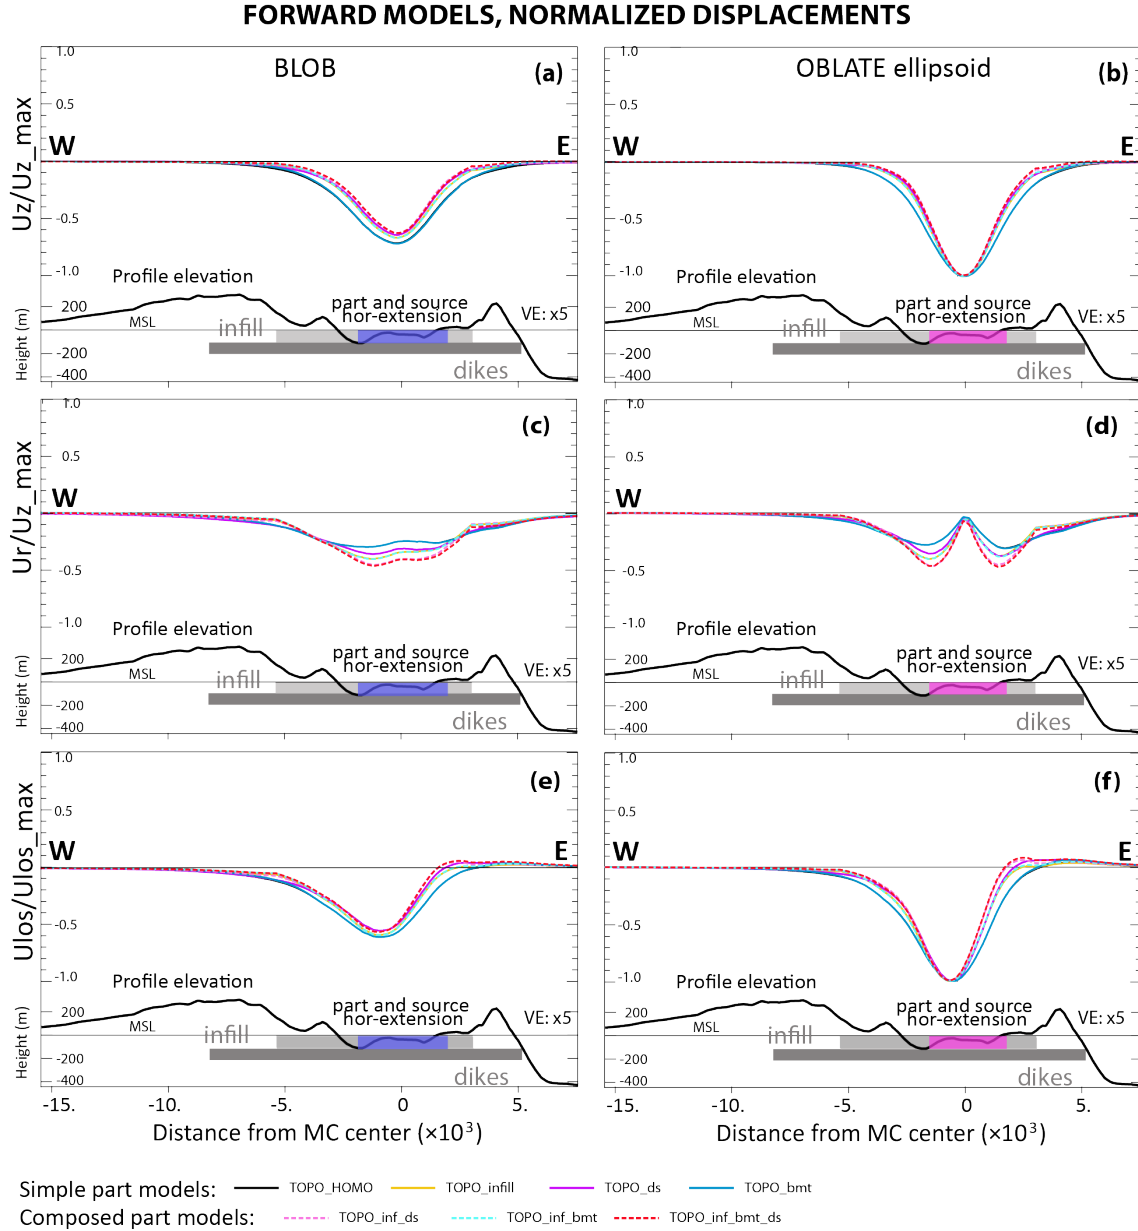 FORWARD MODELS, NORMALIZED DISPLACEMENTS
BLOB
(a)
1.0
0.5
W
E
Uz/Uz_max
-0.5
-1.0
Profile elevation
200
MSL
infill
part and source
hor-extension
VE: x5
Height (m)
-200
-400
dikes
OBLATE ellipsoid
(b)
1.0
0.5
W
E
-0.5
-1.0
Profile elevation
200
MSL
infill
part and source
hor-extension
VE: x5
-200
-400
dikes
(c)
1.0
0.5
W
Ur/Uz_max
-0.5
-1.0
Profile elevation
200
MSL
infill
part and source
hor-extension
VE: x5
Height (m)
-200
-400
dikes
(d)
1.0
0.5
W
-0.5
-1.0
Profile elevation
200
MSL
infill
part and source
hor-extension
VE: x5
-200
-400
dikes
(e)
1.0
0.5
W
E
Ulos/Ulos_max
-0.5
-1.0
Profile elevation
200
MSL
infill
part and source
hor-extension
VE: x5
Height (m)
-200
-400
dikes
-15. -10. -5. 0 5.
Distance from MC center (×10³)
(f)
1.0
0.5
W
E
-0.5
-1.0
Profile elevation
200
MSL
infill
part and source
hor-extension
VE: x5
-200
-400
dikes
-15. -10. -5. 0 5.
Distance from MC center (×10³)
Simple part models: TOPO_HOMO TOPO_infill TOPO_ds TOPO_bmt
Composed part models: TOPO_inf_ds TOPO_inf_bmt TOPO_inf_bmt_ds